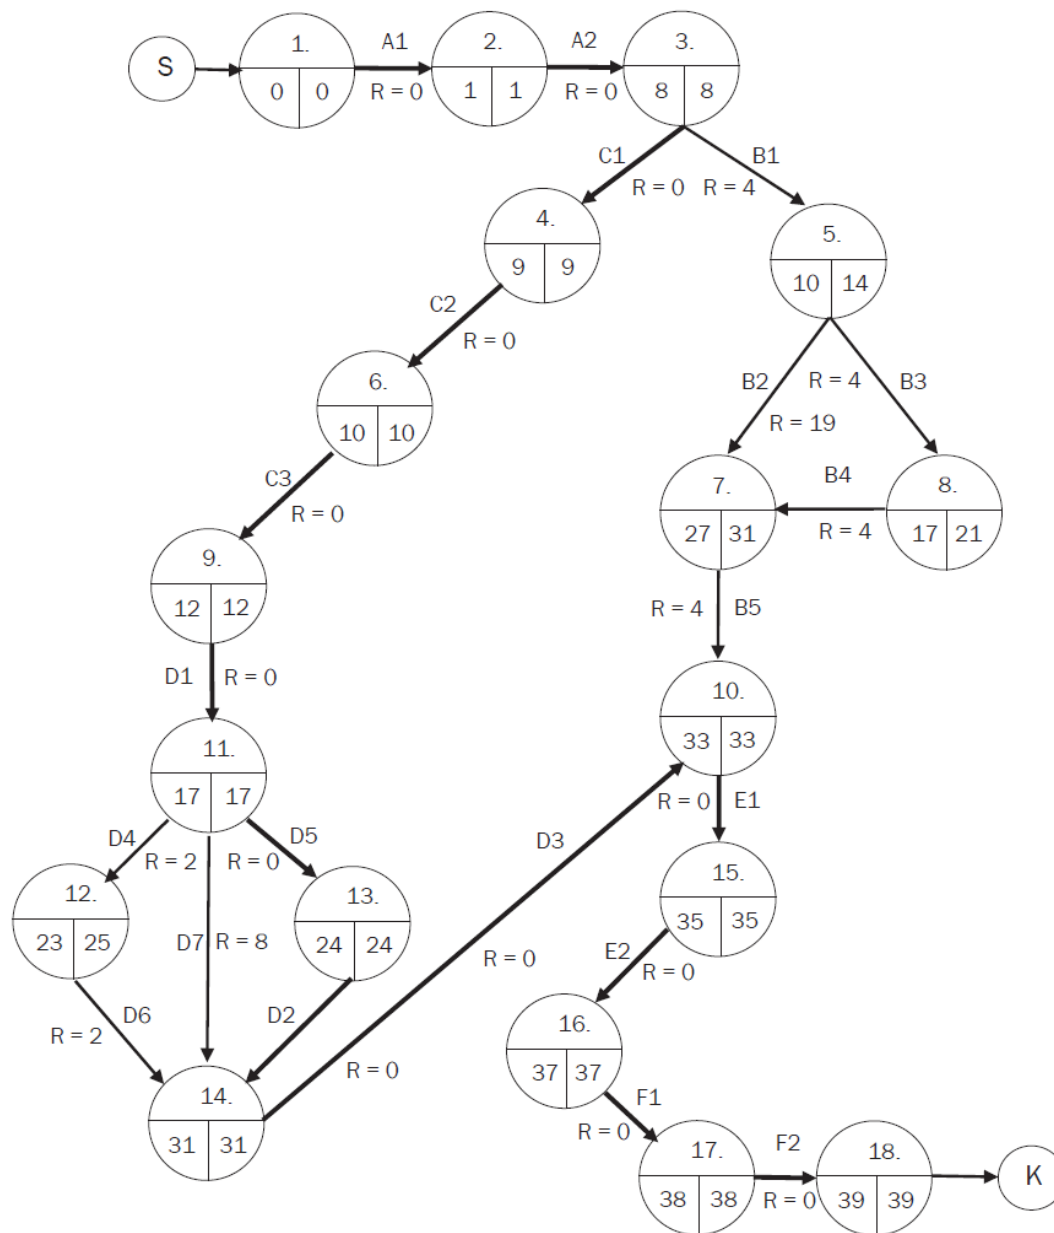 S
1.
0 0
A1
R = 0
2.
1 1
A2
R = 0
3.
8 8
C1
R = 0
B1
R = 4
4.
9 9
5.
10 14
C2
R = 0
6.
10 10
B2
R = 19
R = 4
B3
C3
R = 0
7.
27 31
B4
R = 4
8.
17 21
9.
12 12
R = 4
B5
D1
R = 0
10.
33 33
11.
17 17
R = 0
E1
D4
R = 2
D5
R = 0
D3
R = 0
R = 0
12.
23 25
D7
R = 8
13.
24 24
15.
35 35
E2
R = 0
D6
R = 2
D2
14.
31 31
16.
37 37
F1
R = 0
17.
38 38
F2
R = 0
18.
39 39
K